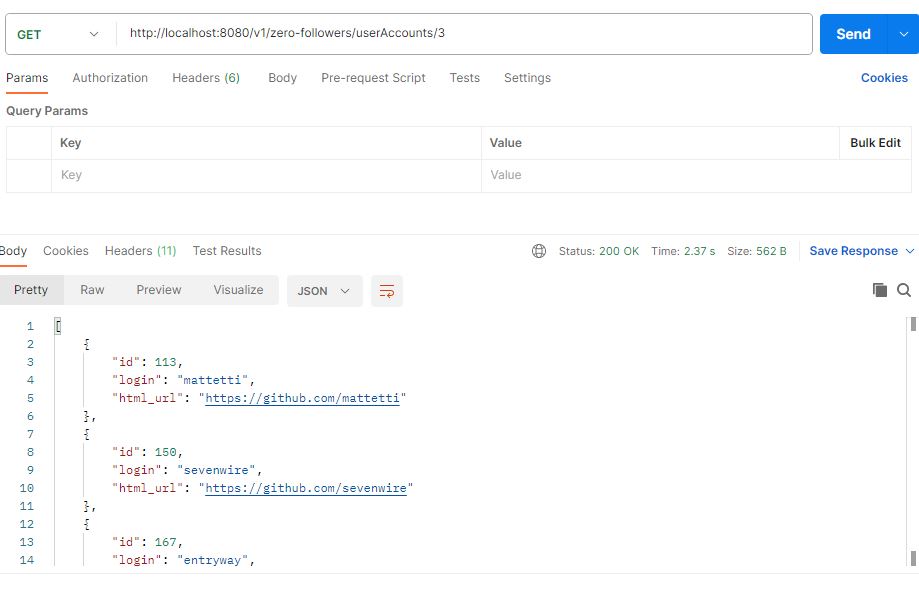 GET http://localhost:8080/v1/zero-followers/userAccounts/3 Send
Params Authorization Headers (6) Body Pre-request Script Tests Settings Cookies
Query Params
Key Value Bulk Edit
Key Value
Body Cookies Headers (11) Test Results Status: 200 OK Time: 2.37 s Size: 562 B Save Response
Pretty Raw Preview Visualize JSON
1 [
2 {
3 "id": 113,
4 "login": "mattetti",
5 "html_url": "https://github.com/mattetti"
6 },
7 {
8 "id": 150,
9 "login": "sevenwire",
10 "html_url": "https://github.com/sevenwire"
11 },
12 {
13 "id": 167,
14 "login": "entryway",